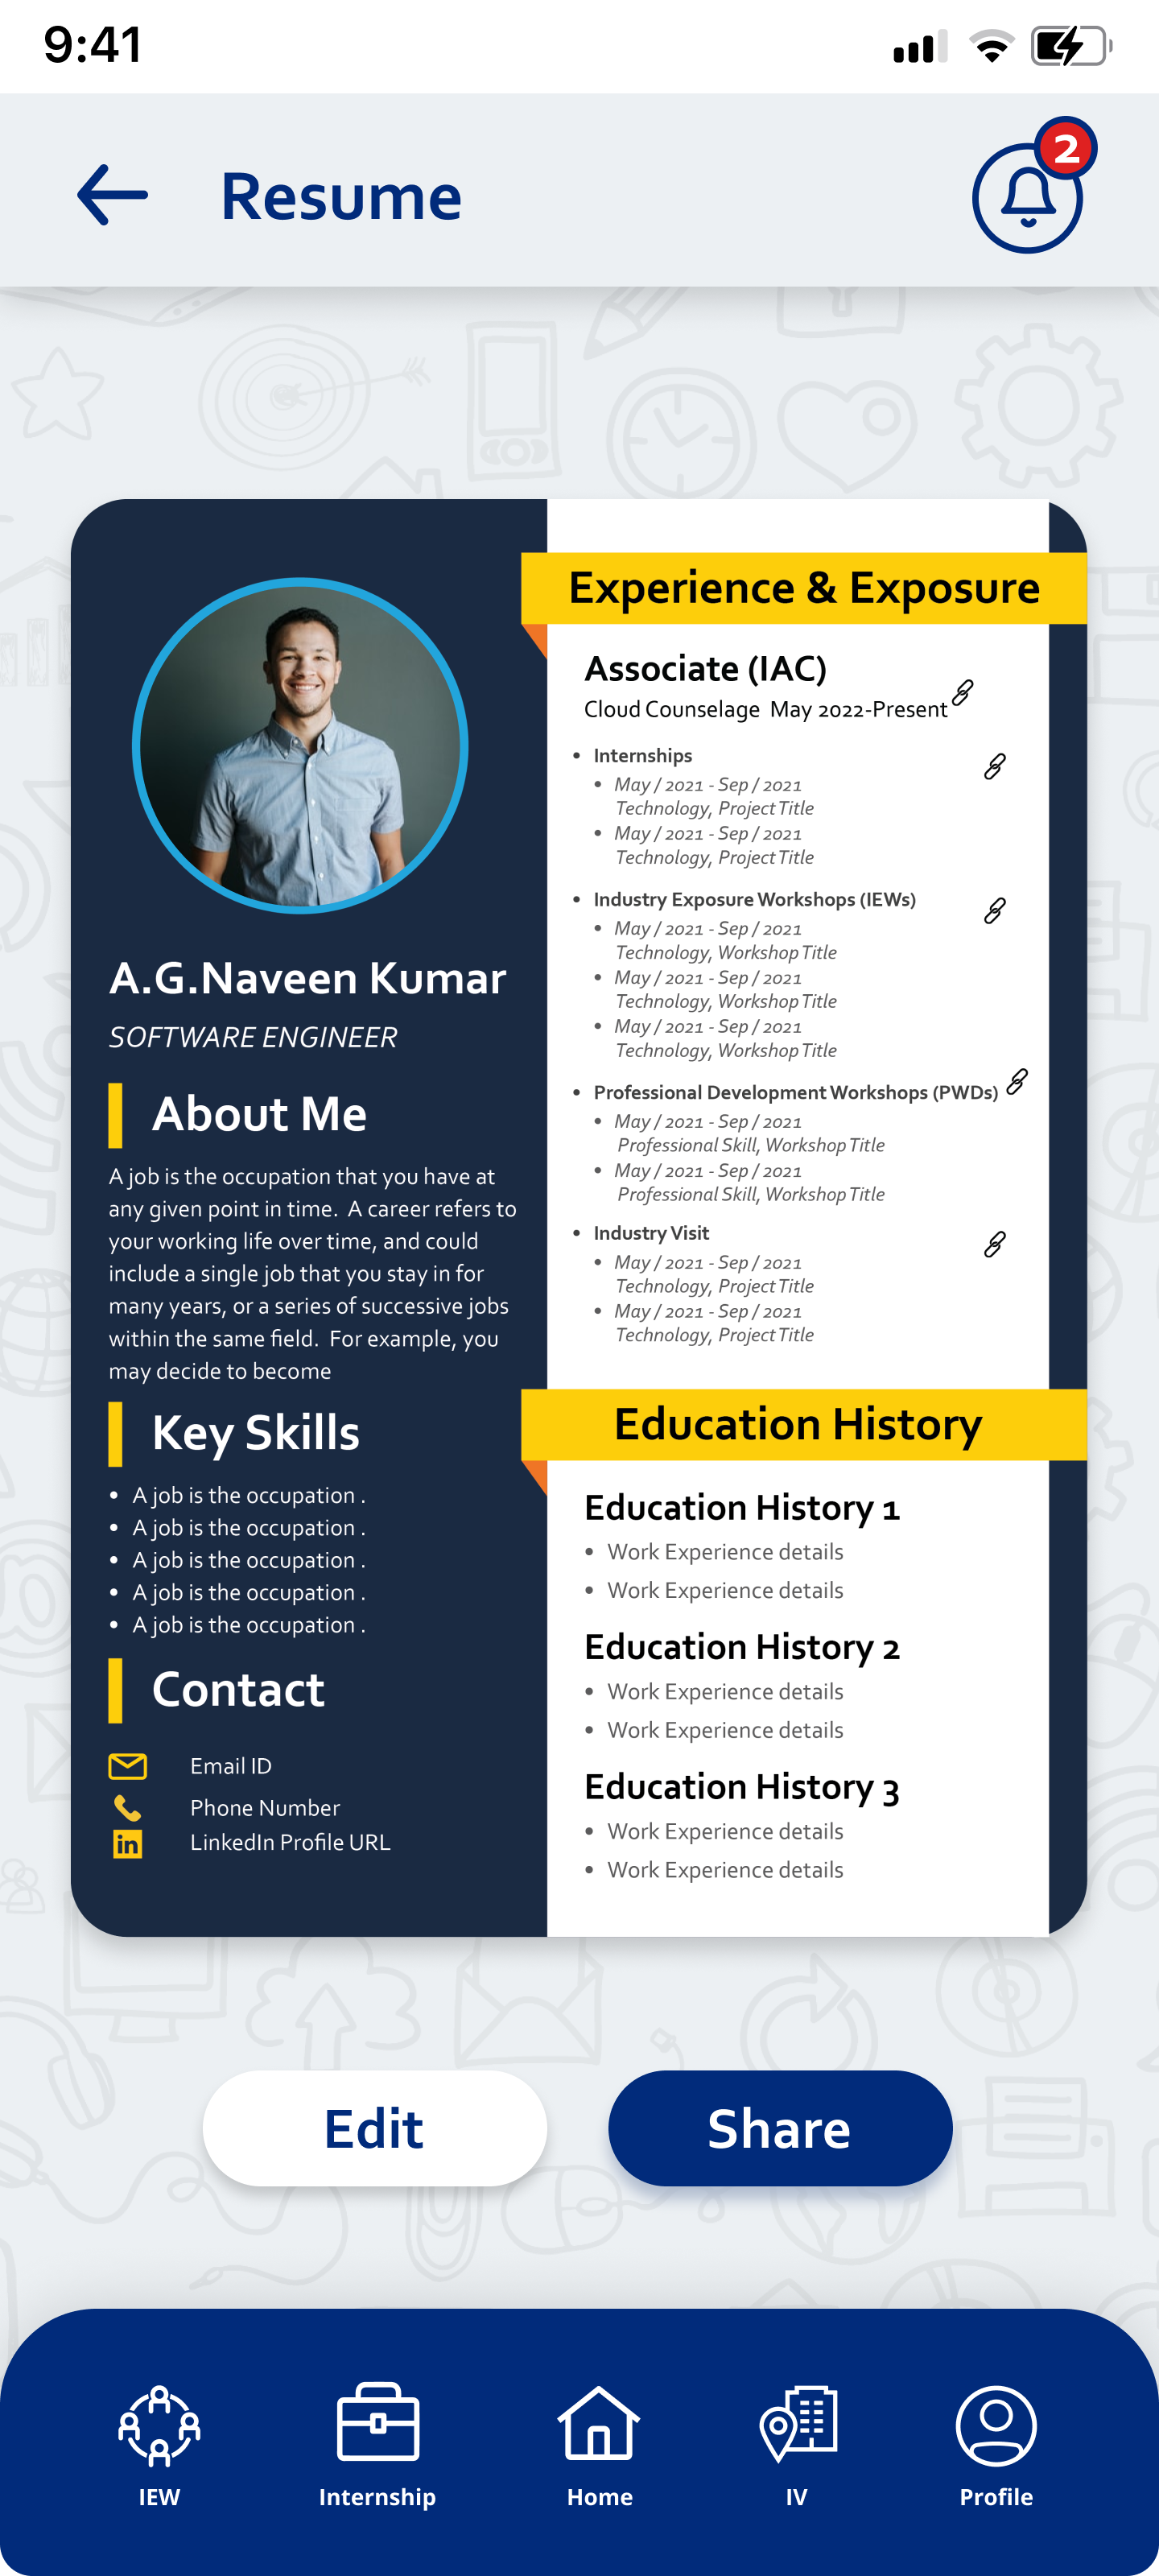 9:41
Resume
2
A.G.Naveen Kumar
SOFTWARE ENGINEER
About Me
A job is the occupation that you have at
any given point in time.  A career refers to
your working life over time, and could
include a single job that you stay in for
many years, or a series of successive jobs
within the same field.  For example, you
may decide to become
Key Skills
• A job is the occupation .
• A job is the occupation .
• A job is the occupation .
• A job is the occupation .
• A job is the occupation .
Contact
Email ID
Phone Number
in
LinkedIn Profile URL
Experience & Exposure
Associate (IAC)
Cloud Counselage  May 2022-Present
• Internships
• May / 2021 - Sep / 2021
Technology, Project Title
• May / 2021 - Sep / 2021
Technology, Project Title
• Industry Exposure Workshops (IEWs)
• May / 2021 - Sep / 2021
Technology, Workshop Title
• May / 2021 - Sep / 2021
Technology, Workshop Title
• May / 2021 - Sep / 2021
Technology, Workshop Title
• Professional Development Workshops (PWDs)
• May / 2021 - Sep / 2021
Professional Skill, Workshop Title
• May / 2021 - Sep / 2021
Professional Skill, Workshop Title
• Industry Visit
• May / 2021 - Sep / 2021
Technology, Project Title
• May / 2021 - Sep / 2021
Technology, Project Title
Education History
Education History 1
• Work Experience details
• Work Experience details
Education History 2
• Work Experience details
• Work Experience details
Education History 3
• Work Experience details
• Work Experience details
Edit
Share
IEW
Internship
Home
IV
Profile